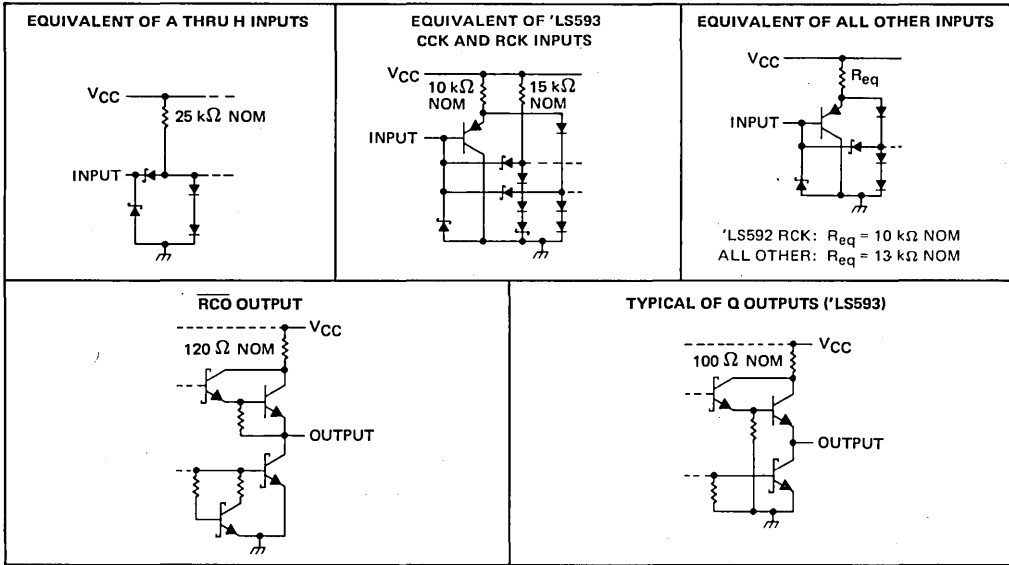 EQUIVALENT OF A THRU H INPUTS
VCC
25 kΩ NOM
INPUT
EQUIVALENT OF 'LS593
CCK AND RCK INPUTS
VCC
10 kΩ
NOM
15 kΩ
NOM
INPUT
EQUIVALENT OF ALL OTHER INPUTS
VCC
Req
INPUT
'LS592 RCK: Req = 10 kΩ NOM
ALL OTHER: Req = 13 kΩ NOM
R̅C̅O̅ OUTPUT
VCC
120 Ω NOM
OUTPUT
TYPICAL OF Q OUTPUTS ('LS593)
VCC
100 Ω NOM
OUTPUT